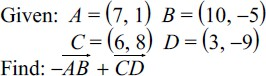 Given: A = (7, 1) B = (10, –5)
C = (6, 8) D = (3, –9)
Find: –AB + CD